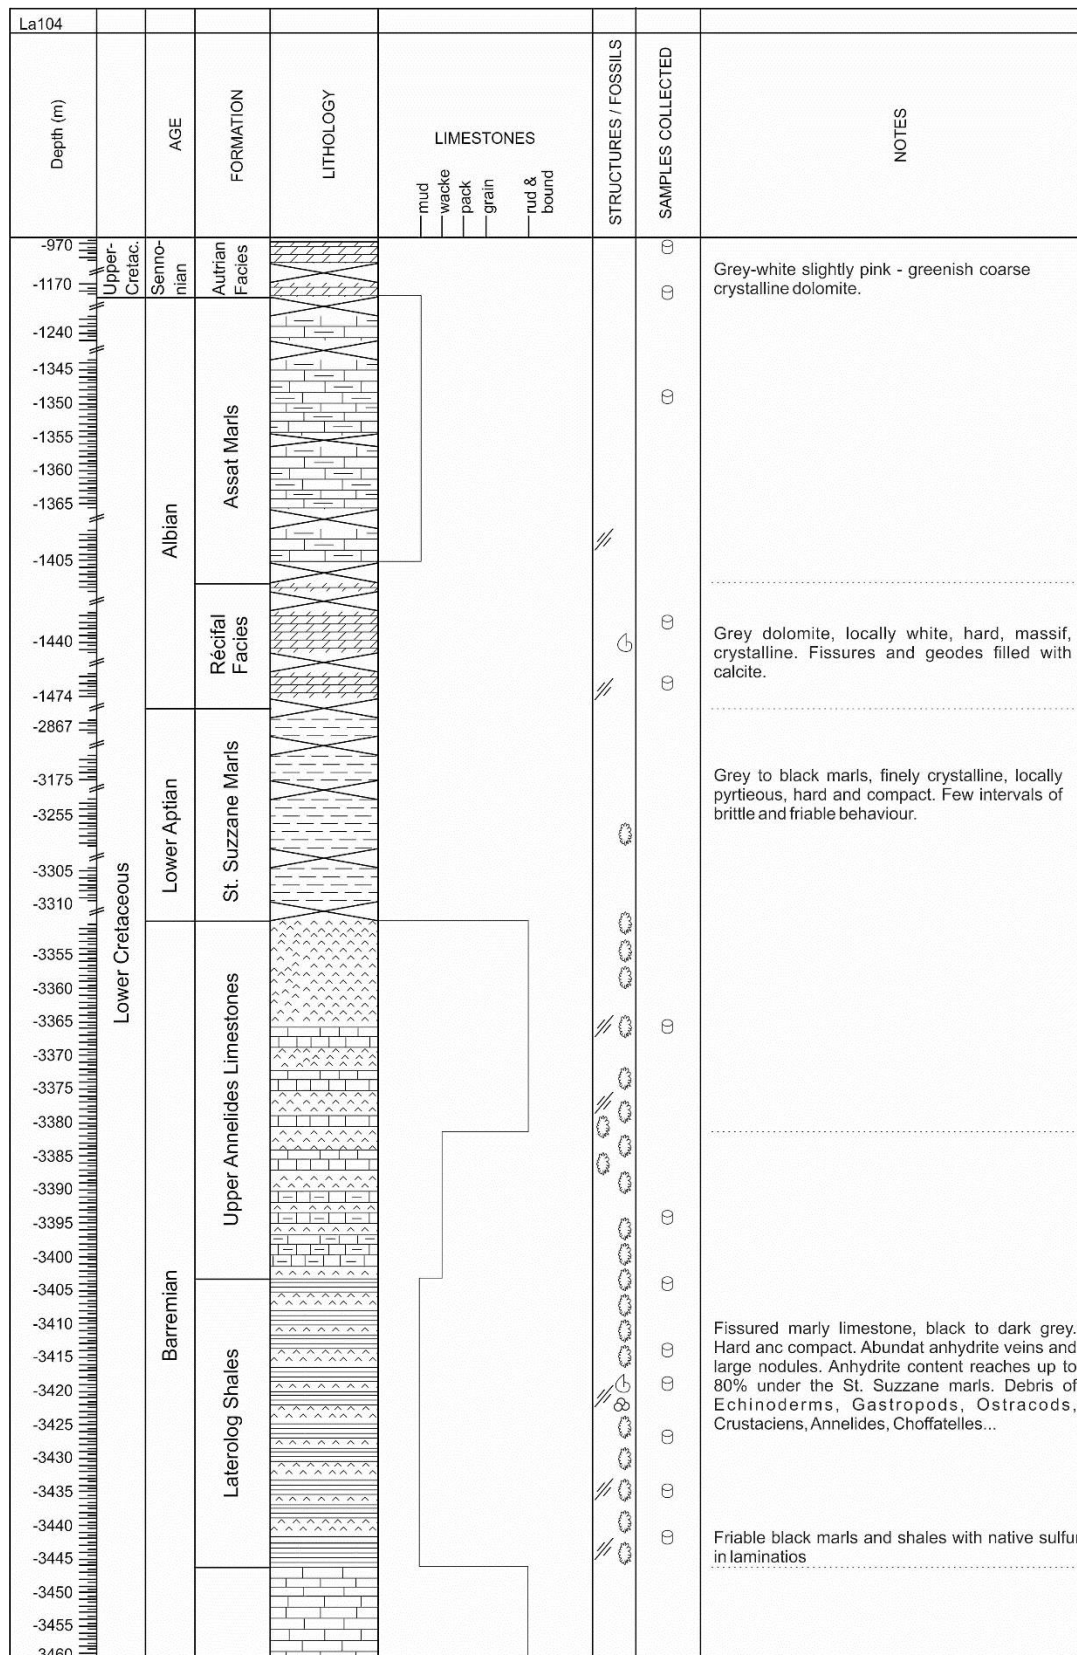 La104
Depth (m)
AGE
FORMATION
LITHOLOGY
LIMESTONES
mud
wacke
pack
grain
rud &
bound
STRUCTURES / FOSSILS
SAMPLES COLLECTED
NOTES
-970
-1170
-1240
-1345
-1350
-1355
-1360
-1365
-1405
-1440
-1474
-2867
-3175
-3255
-3305
-3310
-3355
-3360
-3365
-3370
-3375
-3380
-3385
-3390
-3395
-3400
-3405
-3410
-3415
-3420
-3425
-3430
-3435
-3440
-3445
-3450
-3455
-3460
Upper-
Cretac.
Lower Cretaceous
Senno-
nian
Albian
Lower Aptian
Barremian
Autrian
Facies
Assat Marls
Récifal
Facies
St. Suzzane Marls
Upper Annelides Limestones
Laterolog Shales
Grey-white slightly pink - greenish coarse
crystalline dolomite.
Grey dolomite, locally white, hard, massif,
crystalline. Fissures and geodes filled with
calcite.
Grey to black marls, finely crystalline, locally
pyrtieous, hard and compact. Few intervals of
brittle and friable behaviour.
Fissured marly limestone, black to dark grey.
Hard anc compact. Abundat anhydrite veins and
large nodules. Anhydrite content reaches up to
80% under the St. Suzzane marls. Debris of
Echinoderms, Gastropods, Ostracods,
Crustaciens, Annelides, Choffatelles...
Friable black marls and shales with native sulfur
in laminatios